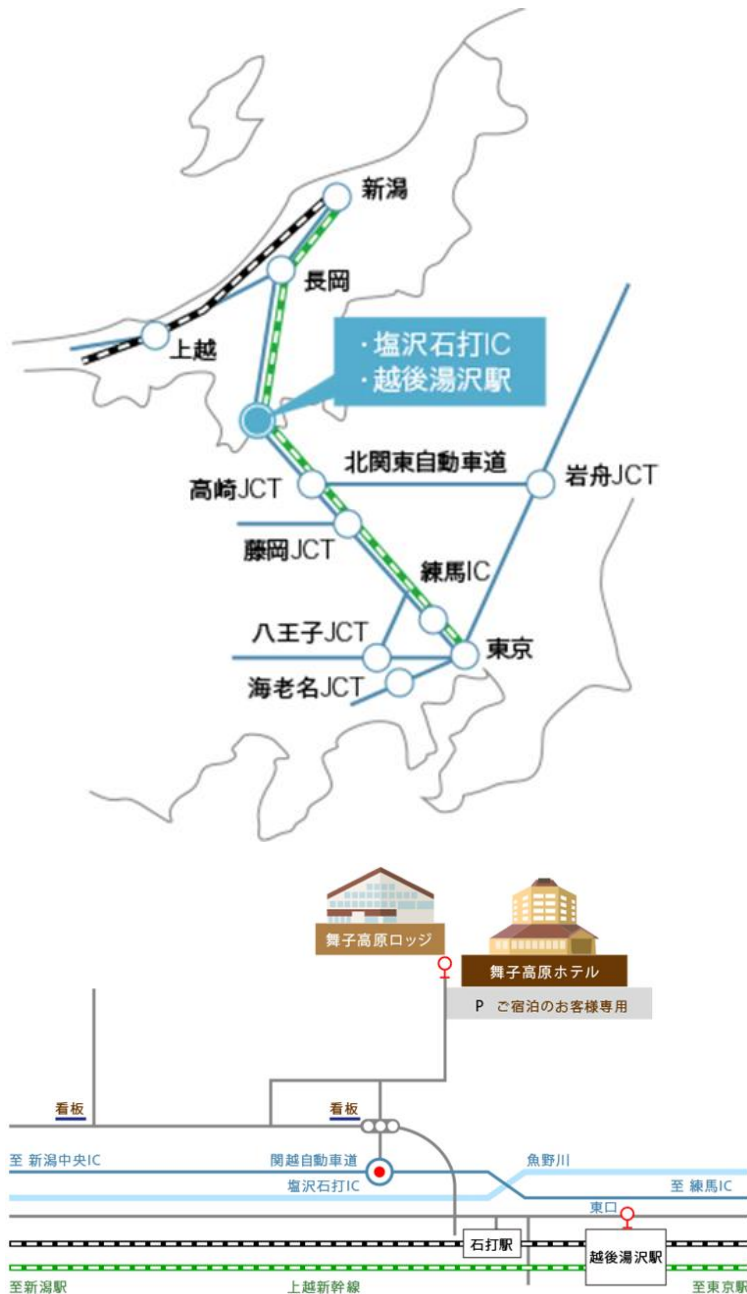 新潟
長岡
上越
・塩沢石打IC
・越後湯沢駅
北関東自動車道
高崎JCT
岩舟JCT
藤岡JCT
練馬IC
八王子JCT
東京
海老名JCT
舞子高原ロッジ
舞子高原ホテル
P ご宿泊のお客様専用
看板
看板
至 新潟中央IC
関越自動車道
魚野川
塩沢石打IC
至 練馬IC
東口
石打駅
越後湯沢駅
至新潟駅
上越新幹線
至東京駅